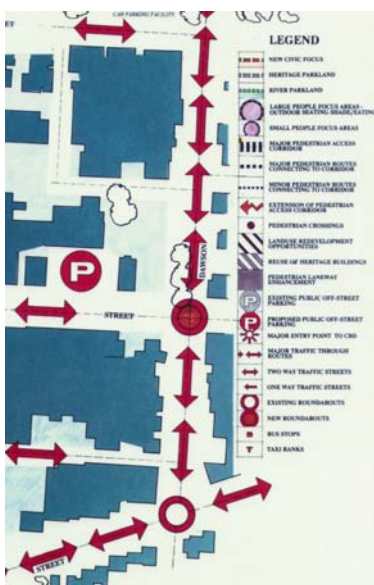 CAR PARKING FACILITY
ET
LEGEND
NEW CIVIC FOCUS
HERITAGE PARKLAND
RIVER PARKLAND
LARGE PEOPLE FOCUS AREAS -
OUTDOOR SEATING SHADE/EATING
SMALL PEOPLE FOCUS AREAS
MAJOR PEDESTRIAN ACCESS
CORRIDOR
MAJOR PEDESTRIAN ROUTES
CONNECTING TO CORRIDOR
MINOR PEDESTRIAN ROUTES
CONNECTING TO CORRIDOR
EXTENSION OF PEDESTRIAN
ACCESS CORRIDOR
PEDESTRIAN CROSSINGS
LANDUSE REDEVELOPMENT
OPPORTUNITIES
REUSE OF HERITAGE BUILDINGS
PEDESTRIAN LANEWAY
ENHANCEMENT
P EXISTING PUBLIC OFF-STREET
PARKING
P PROPOSED PUBLIC OFF-STREET
PARKING
MAJOR ENTRY POINT TO CBD
MAJOR TRAFFIC THROUGH
ROUTES
TWO WAY TRAFFIC STREETS
ONE WAY TRAFFIC STREETS
EXISTING ROUNDABOUTS
NEW ROUNDABOUTS
B BUS STOPS
T TAXI RANKS
DAWSON
P
STREET
STREET